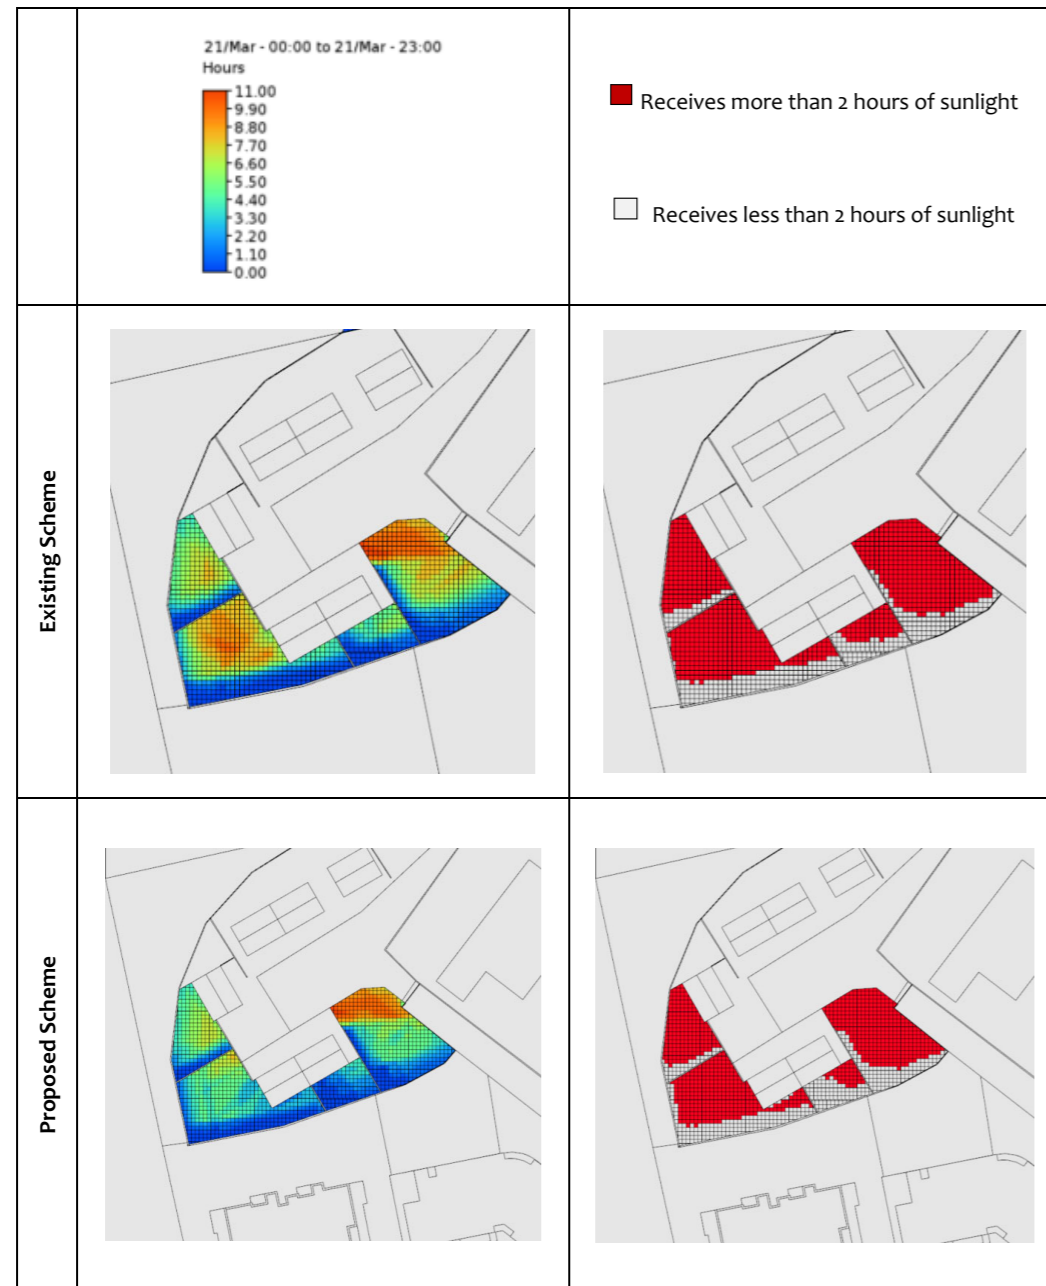 21/Mar - 00:00 to 21/Mar - 23:00
Hours
11.00
9.90
8.80
7.70
6.60
5.50
4.40
3.30
2.20
1.10
0.00
Receives more than 2 hours of sunlight
Receives less than 2 hours of sunlight
Existing Scheme
Proposed Scheme